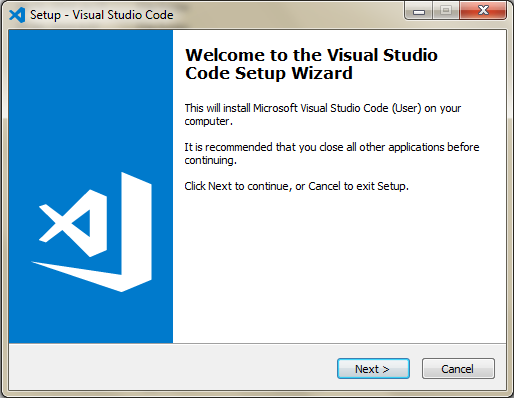 Setup - Visual Studio Code
Welcome to the Visual Studio
Code Setup Wizard
This will install Microsoft Visual Studio Code (User) on your
computer.
It is recommended that you close all other applications before
continuing.
Click Next to continue, or Cancel to exit Setup.
Next >
Cancel